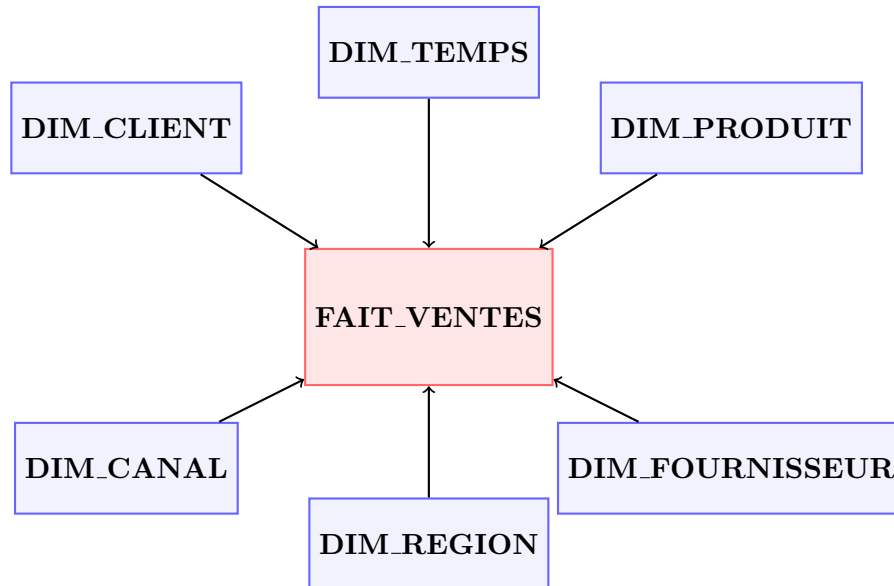 DIM_TEMPS
DIM_CLIENT
DIM_PRODUIT
FAIT_VENTES
DIM_CANAL
DIM_FOURNISSEUR
DIM_REGION